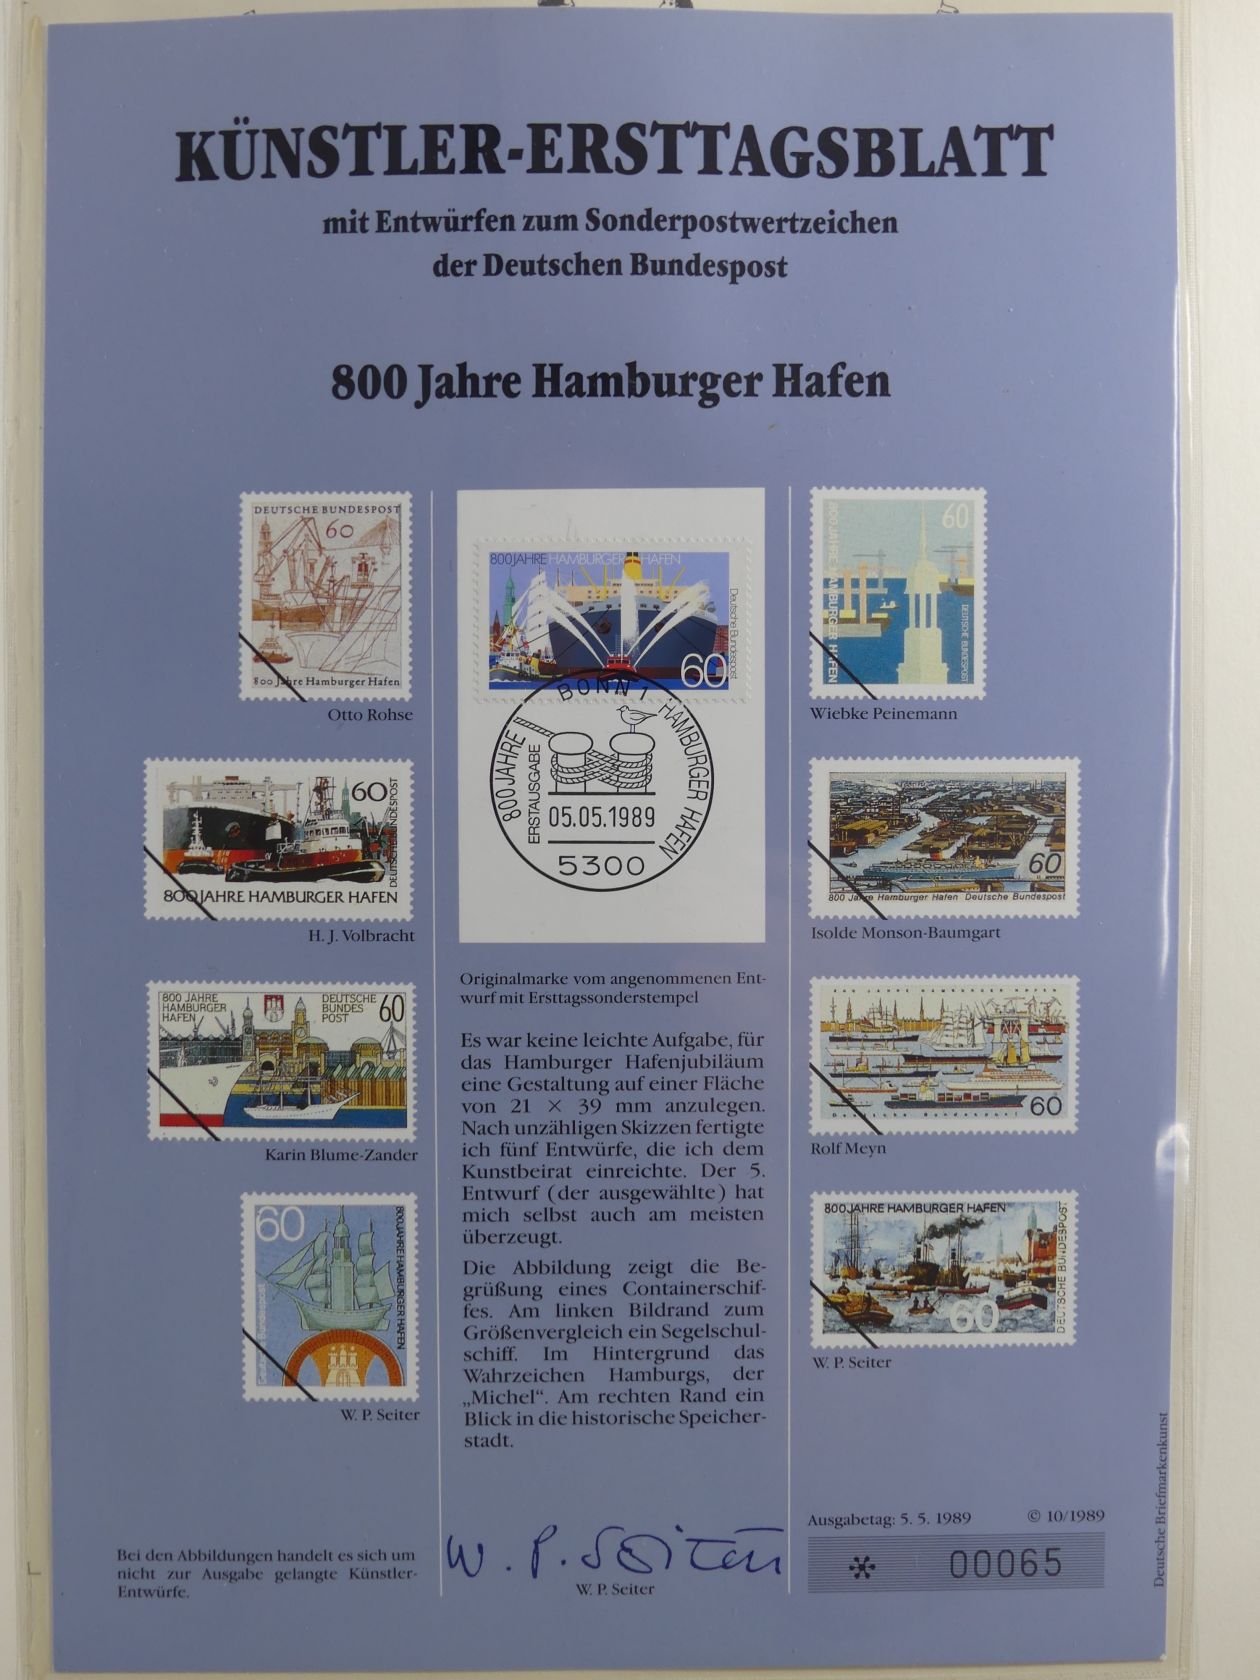 KÜNSTLER-ERSTTAGSBLATT
mit Entwürfen zum Sonderpostwertzeichen
der Deutschen Bundespost
800 Jahre Hamburger Hafen
DEUTSCHE BUNDESPOST
60
800 Jahre Hamburger Hafen
Otto Rohse
60
DEUTSCHE BUNDESPOST
800 JAHRE HAMBURGER HAFEN
H. J. Volbracht
800 JAHRE
HAMBURGER
HAFEN
DEUTSCHE
BUNDES
POST
60
Karin Blume-Zander
60
800 JAHRE HAMBURGER HAFEN
W. P. Seiter
Bei den Abbildungen handelt es sich um
nicht zur Ausgabe gelangte Künstler-
Entwürfe.
800 JAHRE HAMBURGER HAFEN
Deutsche Bundespost
60
BONN 1
800 JAHRE HAMBURGER HAFEN
ERSTAUSGABE
05.05.1989
5300
Originalmarke vom angenommenen Ent-
wurf mit Ersttagssonderstempel
Es war keine leichte Aufgabe, für
das Hamburger Hafenjubiläum
eine Gestaltung auf einer Fläche
von 21 × 39 mm anzulegen.
Nach unzähligen Skizzen fertigte
ich fünf Entwürfe, die ich dem
Kunstbeirat einreichte. Der 5.
Entwurf (der ausgewählte) hat
mich selbst auch am meisten
überzeugt.
Die Abbildung zeigt die Be-
grüßung eines Containerschif-
fes. Am linken Bildrand zum
Größenvergleich ein Segelschul-
schiff. Im Hintergrund das
Wahrzeichen Hamburgs, der
„Michel“. Am rechten Rand ein
Blick in die historische Speicher-
stadt.
W. P. Seiter
W. P. Seiter
60
800 JAHRE HAMBURGER HAFEN
DEUTSCHE BUNDESPOST
Wiebke Peinemann
60
800 Jahre Hamburger Hafen Deutsche Bundespost
Isolde Monson-Baumgart
800 JAHRE HAMBURGER HAFEN
Deutsche Bundespost
60
Rolf Meyn
800 JAHRE HAMBURGER HAFEN
DEUTSCHE BUNDESPOST
60
W. P. Seiter
Ausgabetag: 5. 5. 1989 © 10/1989
00065
Deutsche Briefmarkenkunst